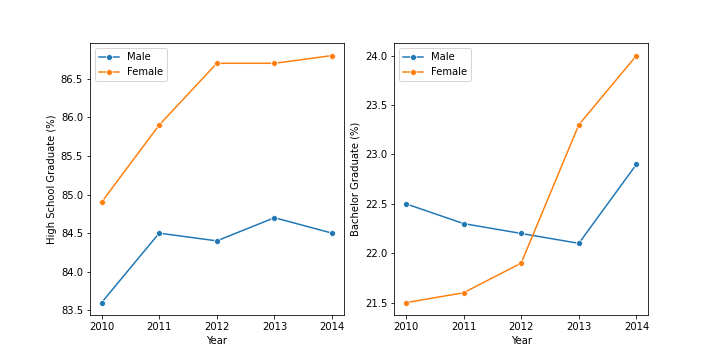 High School Graduate (%)
86.5
86.0
85.5
85.0
84.5
84.0
83.5
Male
Female
2010 2011 2012 2013 2014
Year
Bachelor Graduate (%)
24.0
23.5
23.0
22.5
22.0
21.5
Male
Female
2010 2011 2012 2013 2014
Year